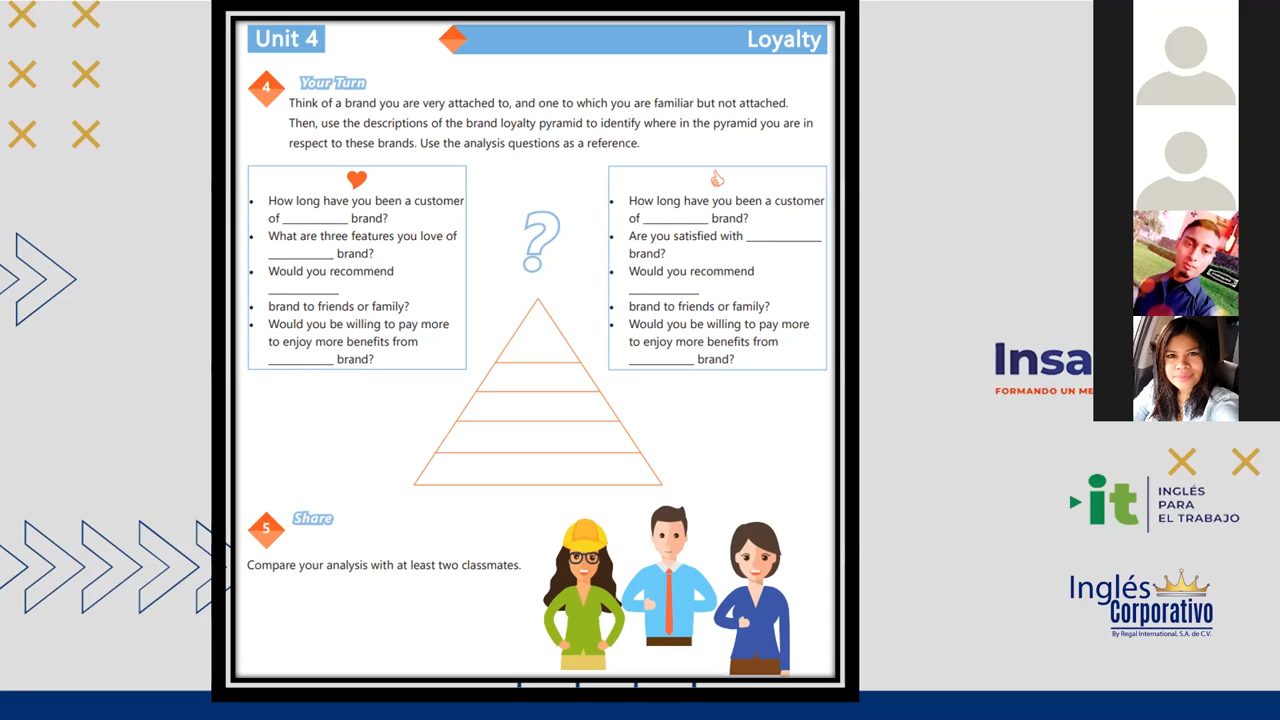 Unit 4
Loyalty
4
Your Turn
Think of a brand you are very attached to, and one to which you are familiar but not attached.
Then, use the descriptions of the brand loyalty pyramid to identify where in the pyramid you are in
respect to these brands. Use the analysis questions as a reference.
• How long have you been a customer
of ___________ brand?
• What are three features you love of
___________ brand?
• Would you recommend
____________
• brand to friends or family?
• Would you be willing to pay more
to enjoy more benefits from
___________ brand?
?
• How long have you been a customer
of ___________ brand?
• Are you satisfied with _____________
brand?
• Would you recommend
____________
• brand to friends or family?
• Would you be willing to pay more
to enjoy more benefits from
___________ brand?
5
Share
Compare your analysis with at least two classmates.
Insa
FORMANDO UN ME
it
INGLÉS
PARA
EL TRABAJO
Inglés
Corporativo
By Regal International, S.A. de C.V.